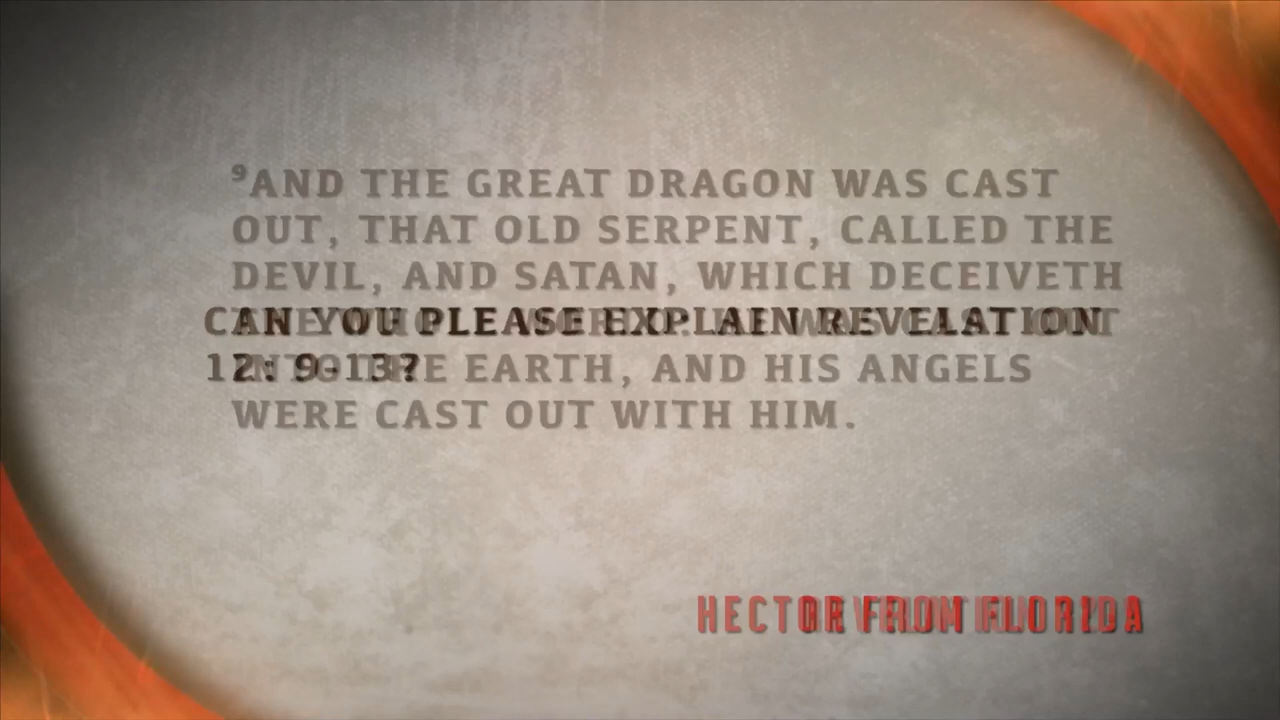 ⁹AND THE GREAT DRAGON WAS CAST
OUT, THAT OLD SERPENT, CALLED THE
DEVIL, AND SATAN, WHICH DECEIVETH
CAN YOU PLEASE EXPLAIN REVELATION
12: 9-13?
EARTH, AND HIS ANGELS
WERE CAST OUT WITH HIM.
HECTOR FROM FLORIDA